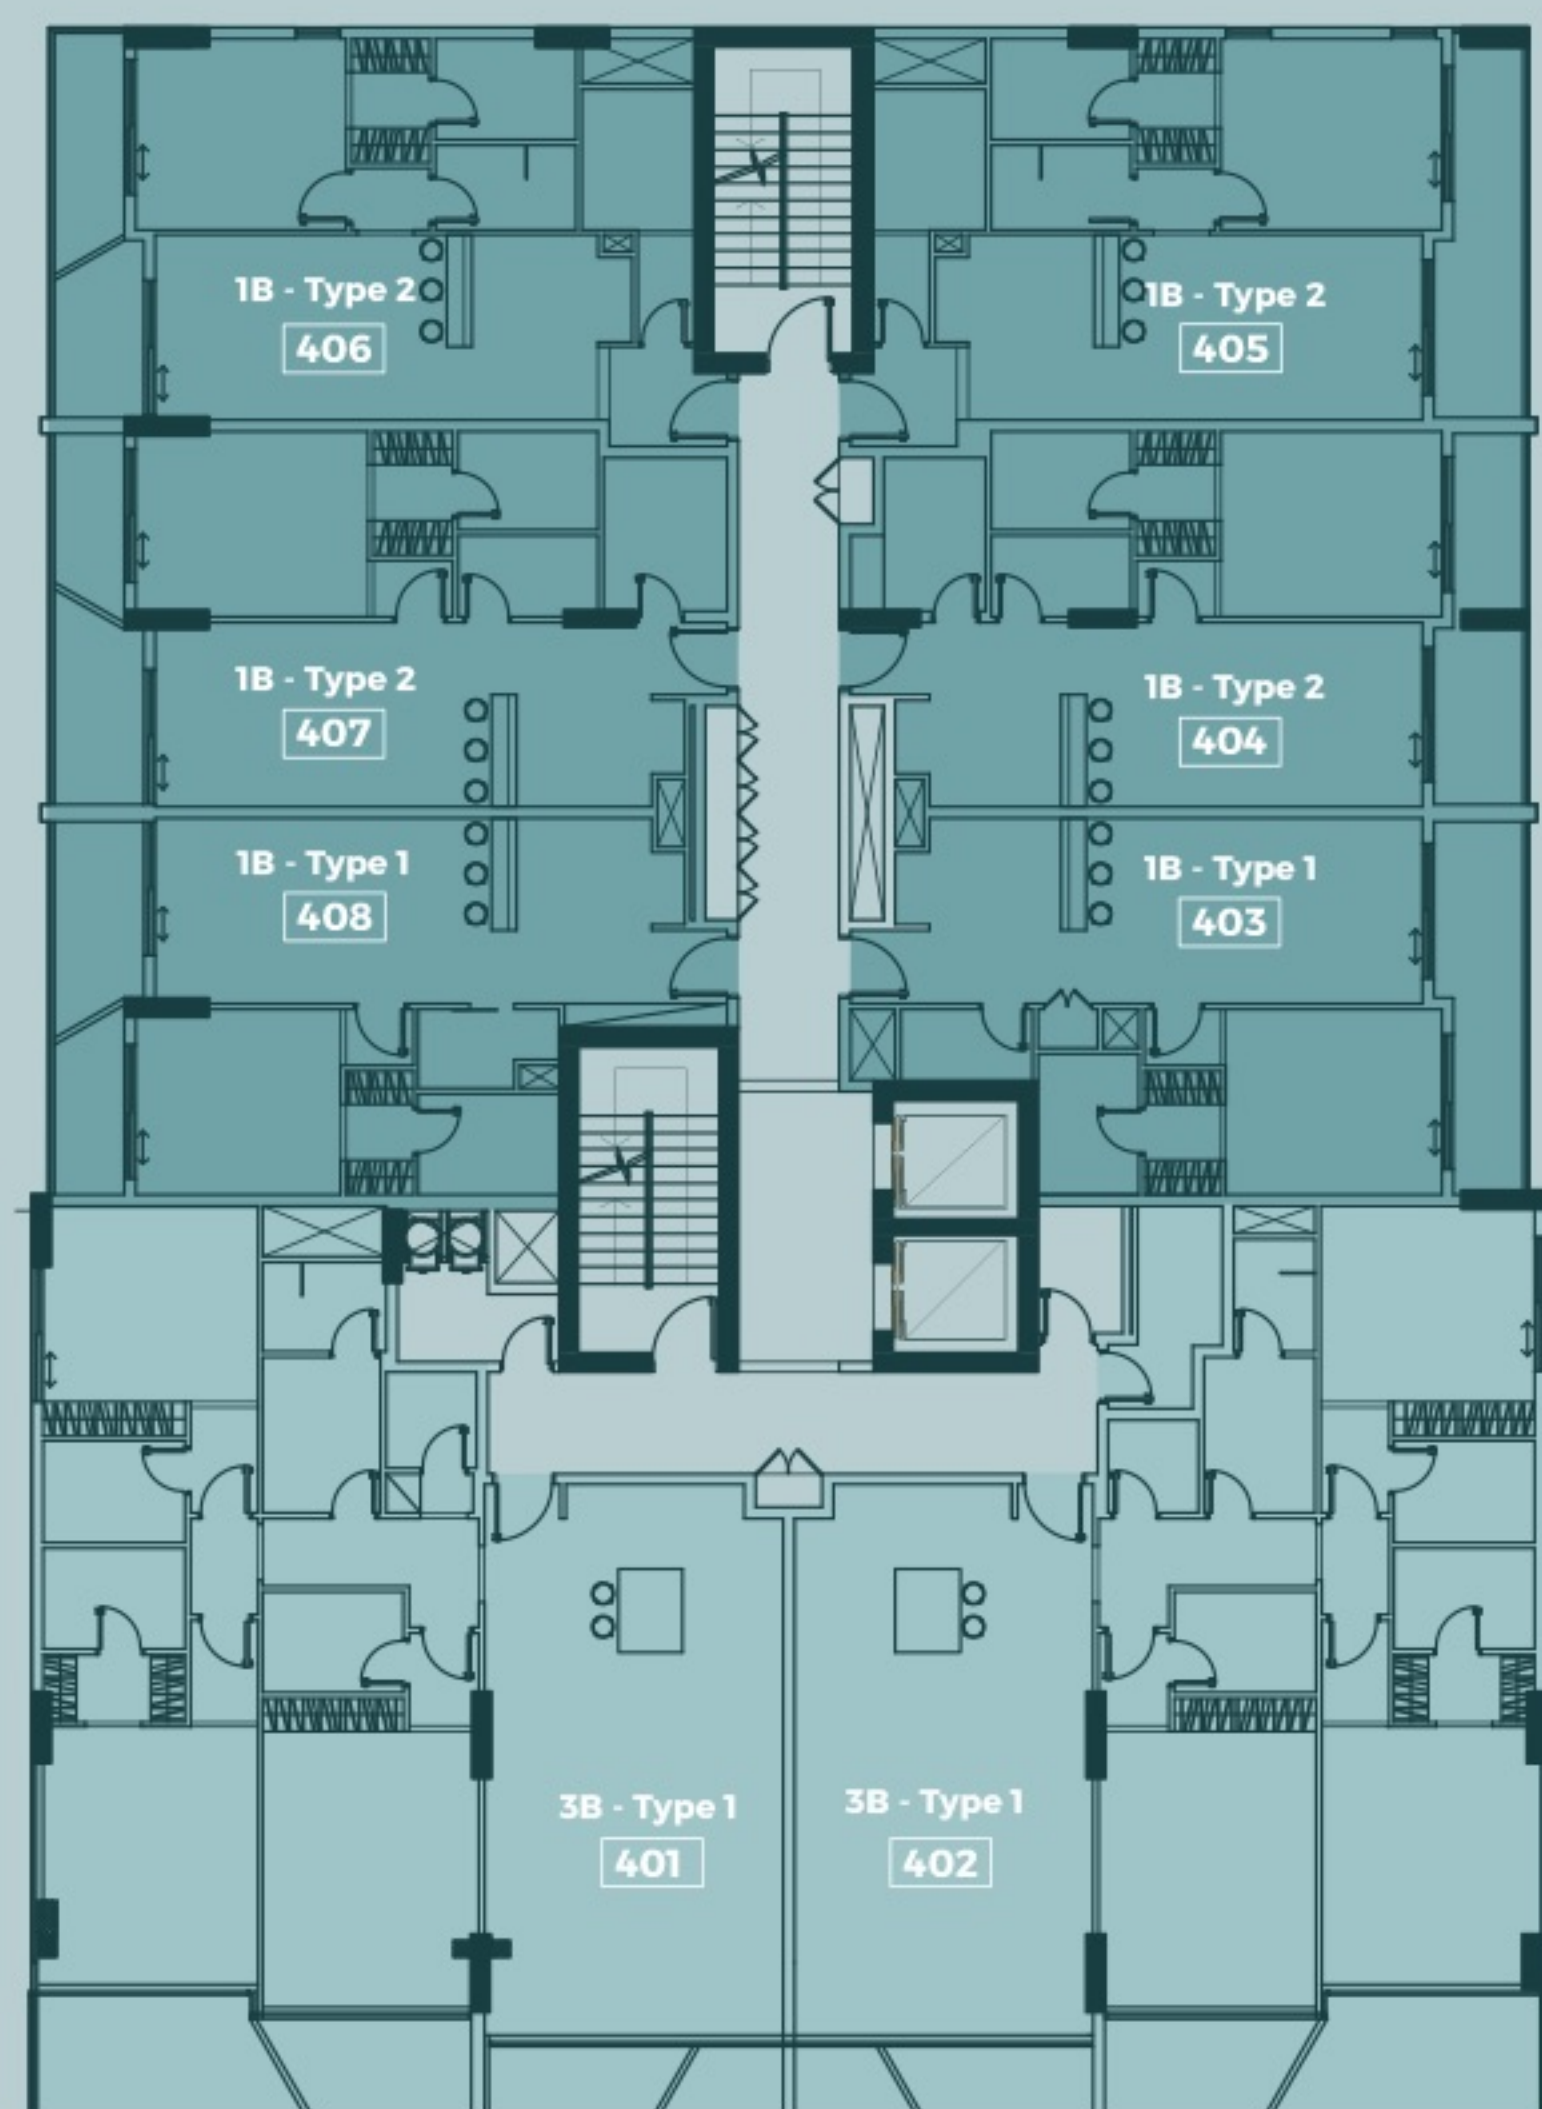 1B - Type 2
406
1B - Type 2
405
1B - Type 2
407
1B - Type 2
404
1B - Type 1
408
1B - Type 1
403
3B - Type 1
401
3B - Type 1
402